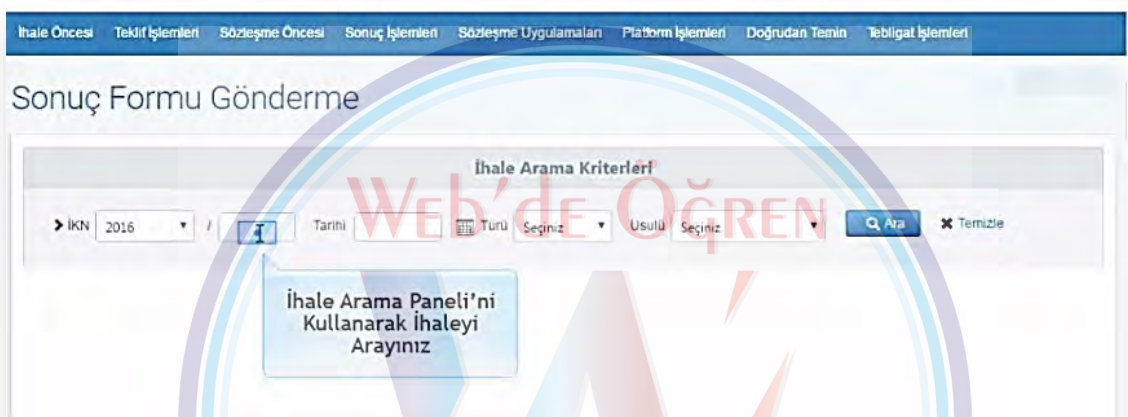 İhale Öncesi Teklif İşlemleri Sözleşme Öncesi Sonuç İşlemleri Sözleşme Uygulamaları Platform İşlemleri Doğrudan Temin Tebligat İşlemleri
Sonuç Formu Gönderme
İhale Arama Kriterleri
Web'de Öğren
İKN 2016 / Tarihi Türü Seçiniz Usulü Seçiniz Ara Temizle
İhale Arama Paneli'ni
Kullanarak İhaleyi
Arayınız